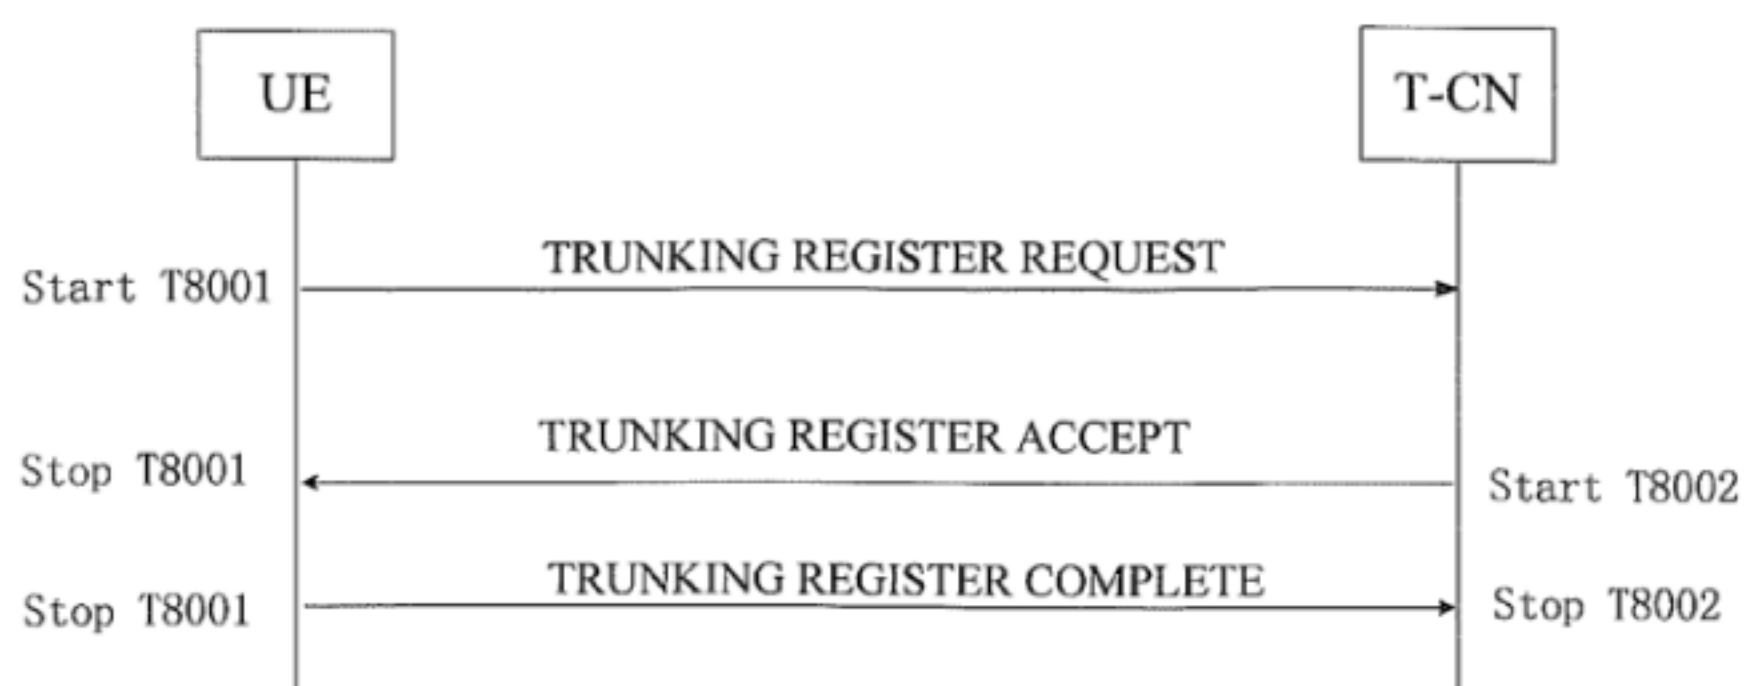 UE
T-CN
TRUNKING REGISTER REQUEST
Start T8001
TRUNKING REGISTER ACCEPT
Stop T8001
Start T8002
TRUNKING REGISTER COMPLETE
Stop T8001
Stop T8002